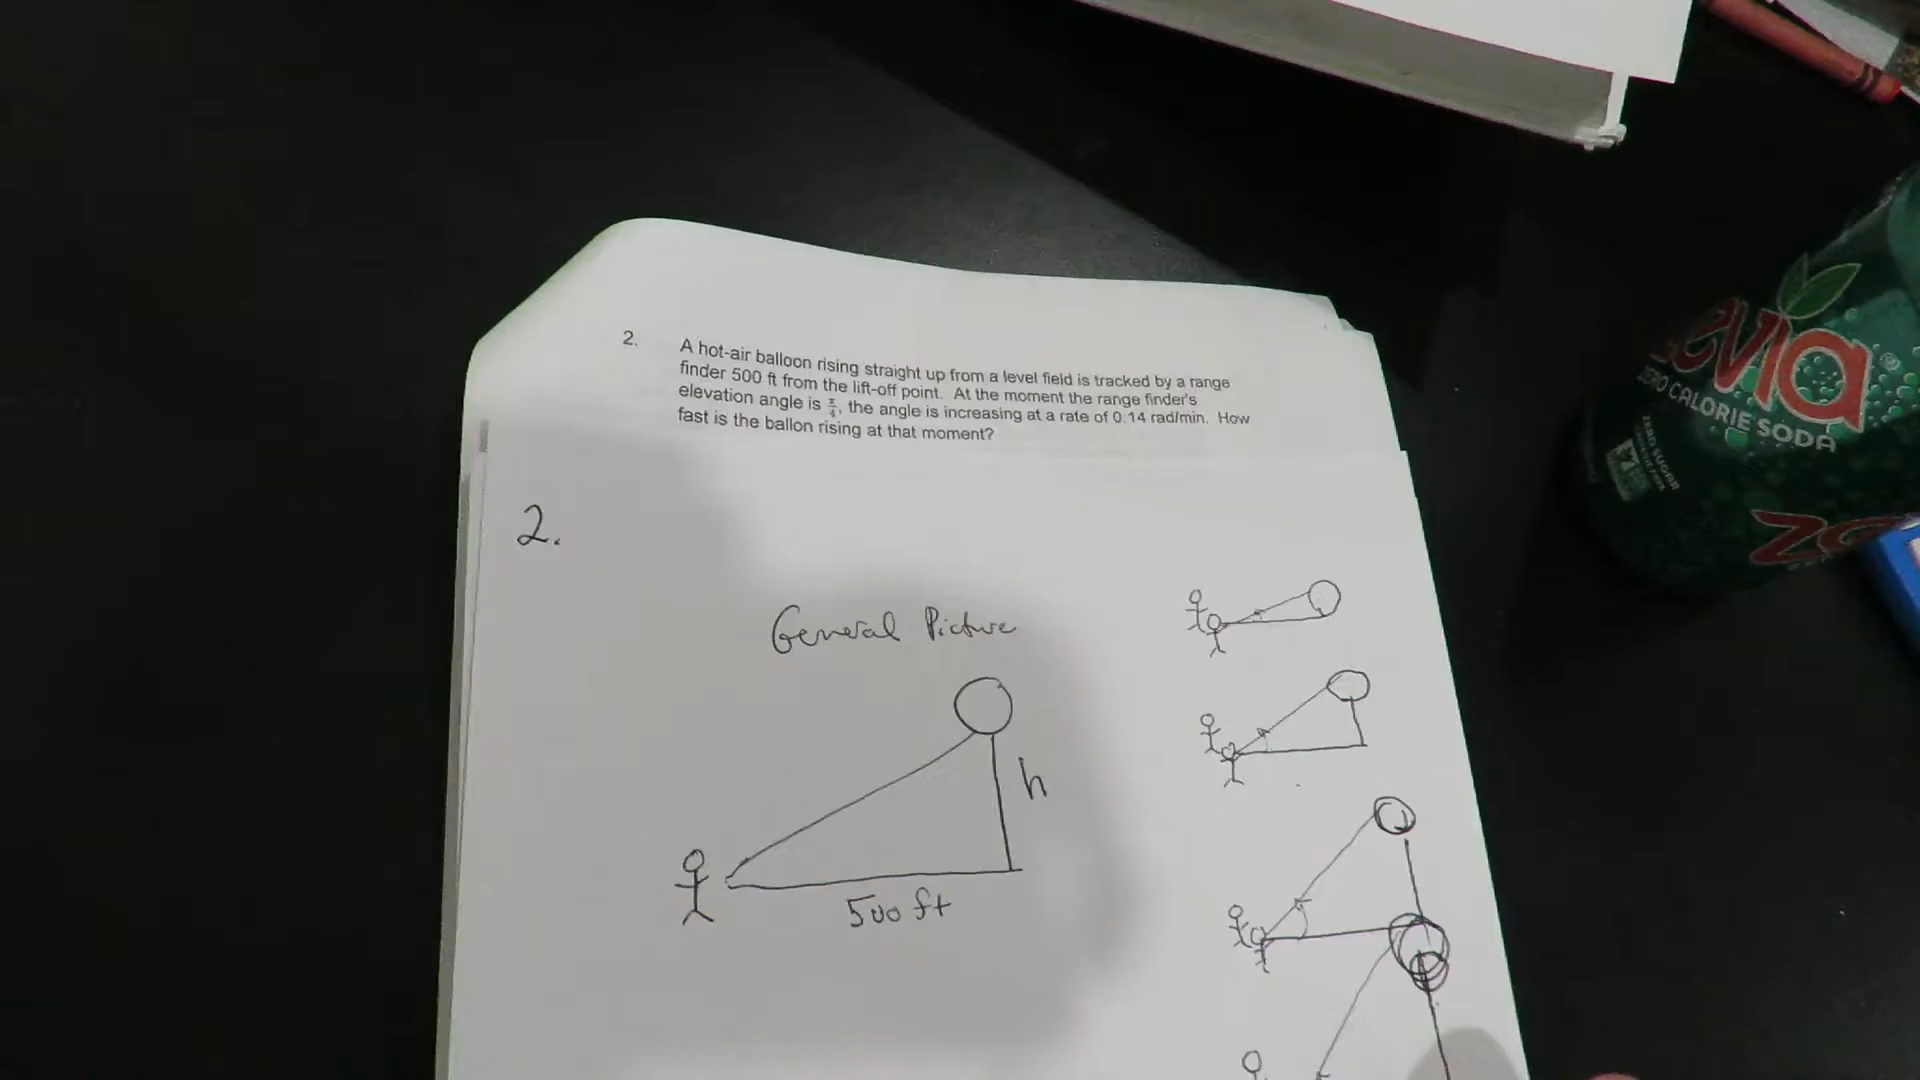 2. A hot-air balloon rising straight up from a level field is tracked by a range
finder 500 ft from the lift-off point. At the moment the range finder's
elevation angle is π/4, the angle is increasing at a rate of 0.14 rad/min. How
fast is the ballon rising at that moment?
2.
General Picture
h
500 ft
evia
ZERO CALORIE SODA
ZERO SUGAR